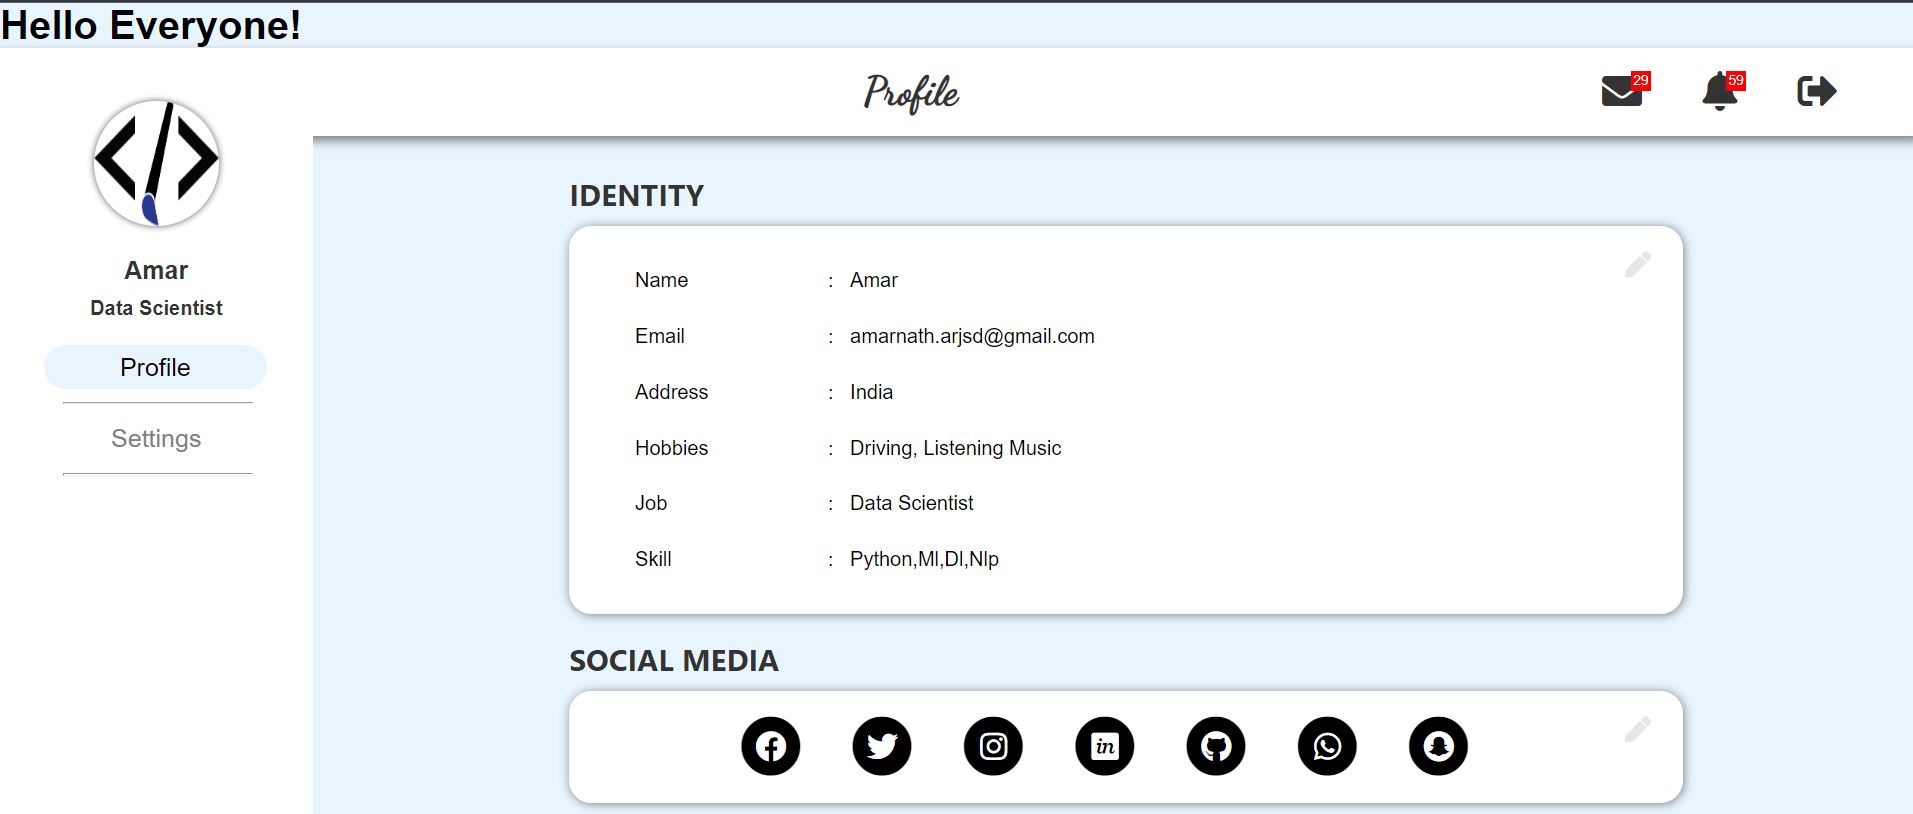 Hello Everyone!
Profile
29
59
Amar
Data Scientist
Profile
Settings
IDENTITY
Name : Amar
Email : amarnath.arjsd@gmail.com
Address : India
Hobbies : Driving, Listening Music
Job : Data Scientist
Skill : Python,Ml,Dl,Nlp
SOCIAL MEDIA
in